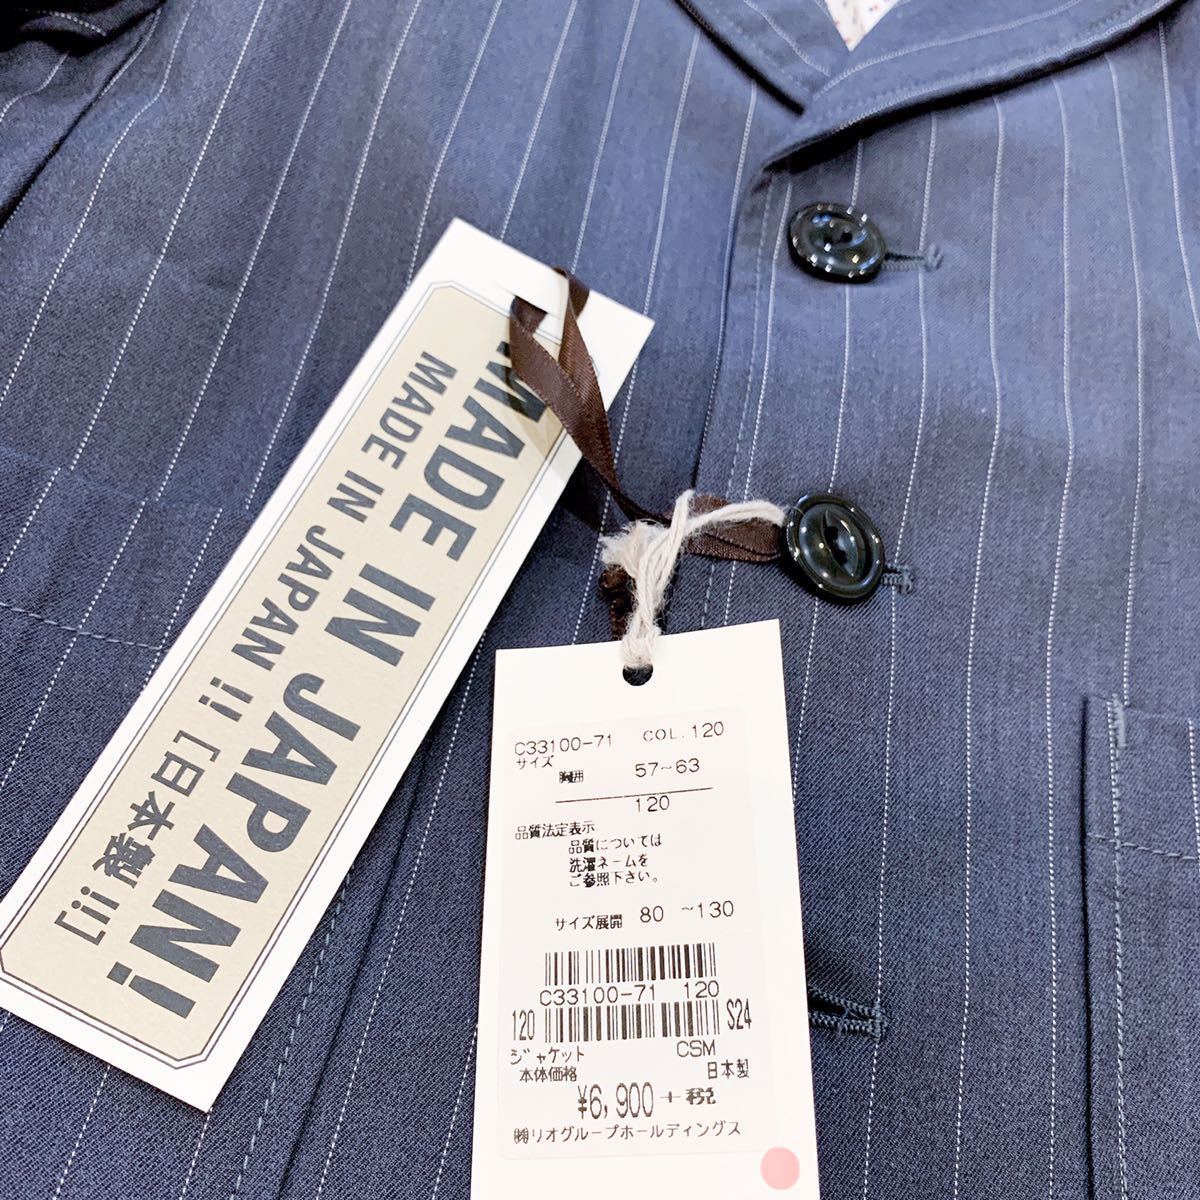 MADE IN JAPAN!
MADE IN JAPAN !! [日本製!!]
C33100-71 COL.120
サイズ
胸囲 57~63
120
品質法定表示
品質については
洗濯ネームを
ご参照下さい。
サイズ展開 80 ~130
C33100-71 120
120 S24
ジャケット CSM
本体価格 日本製
¥6,900+税
㈱リオグループホールディングス